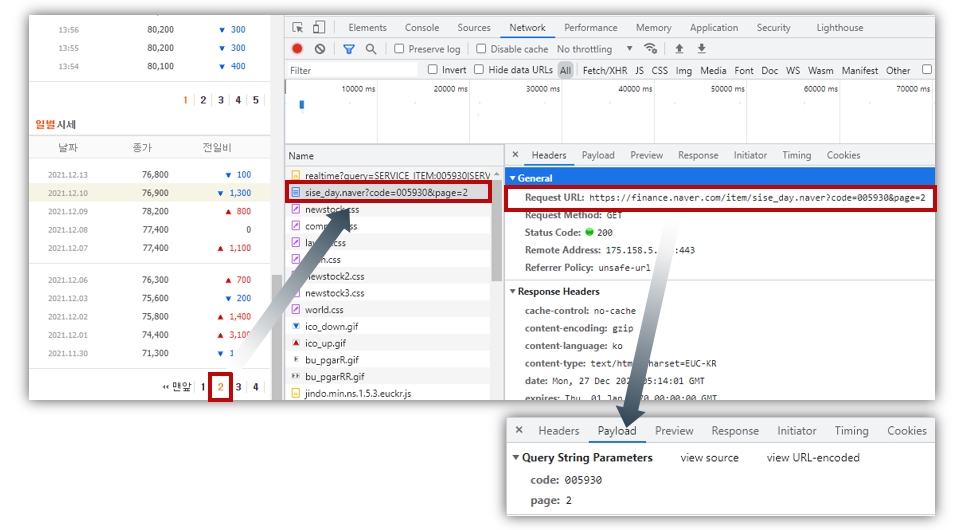 13:56 80,200 ▼ 300
13:55 80,200 ▼ 300
13:54 80,100 ▼ 400
1 2 3 4 5
일별시세
날짜 종가 전일비
2021.12.13 76,800 ▼ 100
2021.12.10 76,900 ▼ 1,300
2021.12.09 78,200 ▲ 800
2021.12.08 77,400 0
2021.12.07 77,400 ▲ 1,100
2021.12.06 76,300 ▲ 700
2021.12.03 75,600 ▼ 200
2021.12.02 75,800 ▲ 1,400
2021.12.01 74,400 ▲ 3,100
2021.11.30 71,300 ▼
‹‹ 맨앞 1 2 3 4
Elements Console Sources Network Performance Memory Application Security Lighthouse
Preserve log Disable cache No throttling
Filter Invert Hide data URLs All Fetch/XHR JS CSS Img Media Font Doc WS Wasm Manifest Other
10000 ms 20000 ms 30000 ms 40000 ms 50000 ms 60000 ms 70000 ms
Name
realtime?query=SERVICE_ITEM:005930|SERV
sise_day.naver?code=005930&page=2
newstock.css
.css
.css
.css
newstock2.css
newstock3.css
world.css
ico_down.gif
ico_up.gif
bu_pgarR.gif
bu_pgarRR.gif
jindo.min.ns.1.5.3.euckr.js
× Headers Payload Preview Response Initiator Timing Cookies
▼ General
Request URL: https://finance.naver.com/item/sise_day.naver?code=005930&page=2
Request Method: GET
Status Code: 200
Remote Address: 175.158.5. :443
Referrer Policy: unsafe-url
▼ Response Headers
cache-control: no-cache
content-encoding: gzip
content-language: ko
content-type: text/htm harset=EUC-KR
date: Mon, 27 Dec 202 05:14:01 GMT
expires: Thu, 01 Jan 70 00:00:00 GMT
× Headers Payload Preview Response Initiator Timing Cookies
▼ Query String Parameters view source view URL-encoded
code: 005930
page: 2